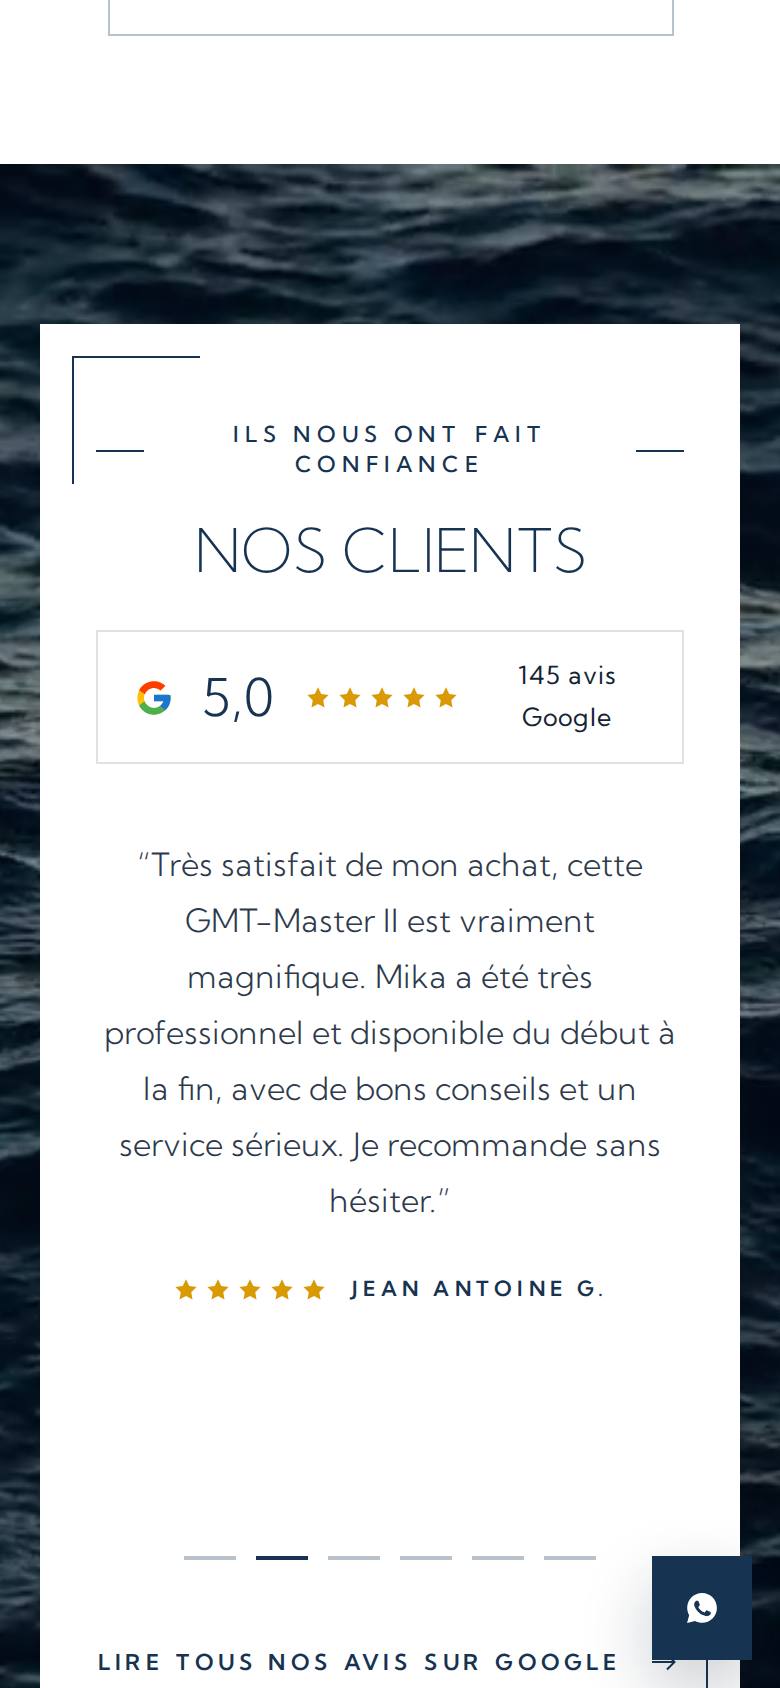 ILS NOUS ONT FAIT
CONFIANCE
NOS CLIENTS
5,0
145 avis
Google
"Très satisfait de mon achat, cette
GMT-Master II est vraiment
magnifique. Mika a été très
professionnel et disponible du début à
la fin, avec de bons conseils et un
service sérieux. Je recommande sans
hésiter."
JEAN ANTOINE G.
LIRE TOUS NOS AVIS SUR GOOGLE